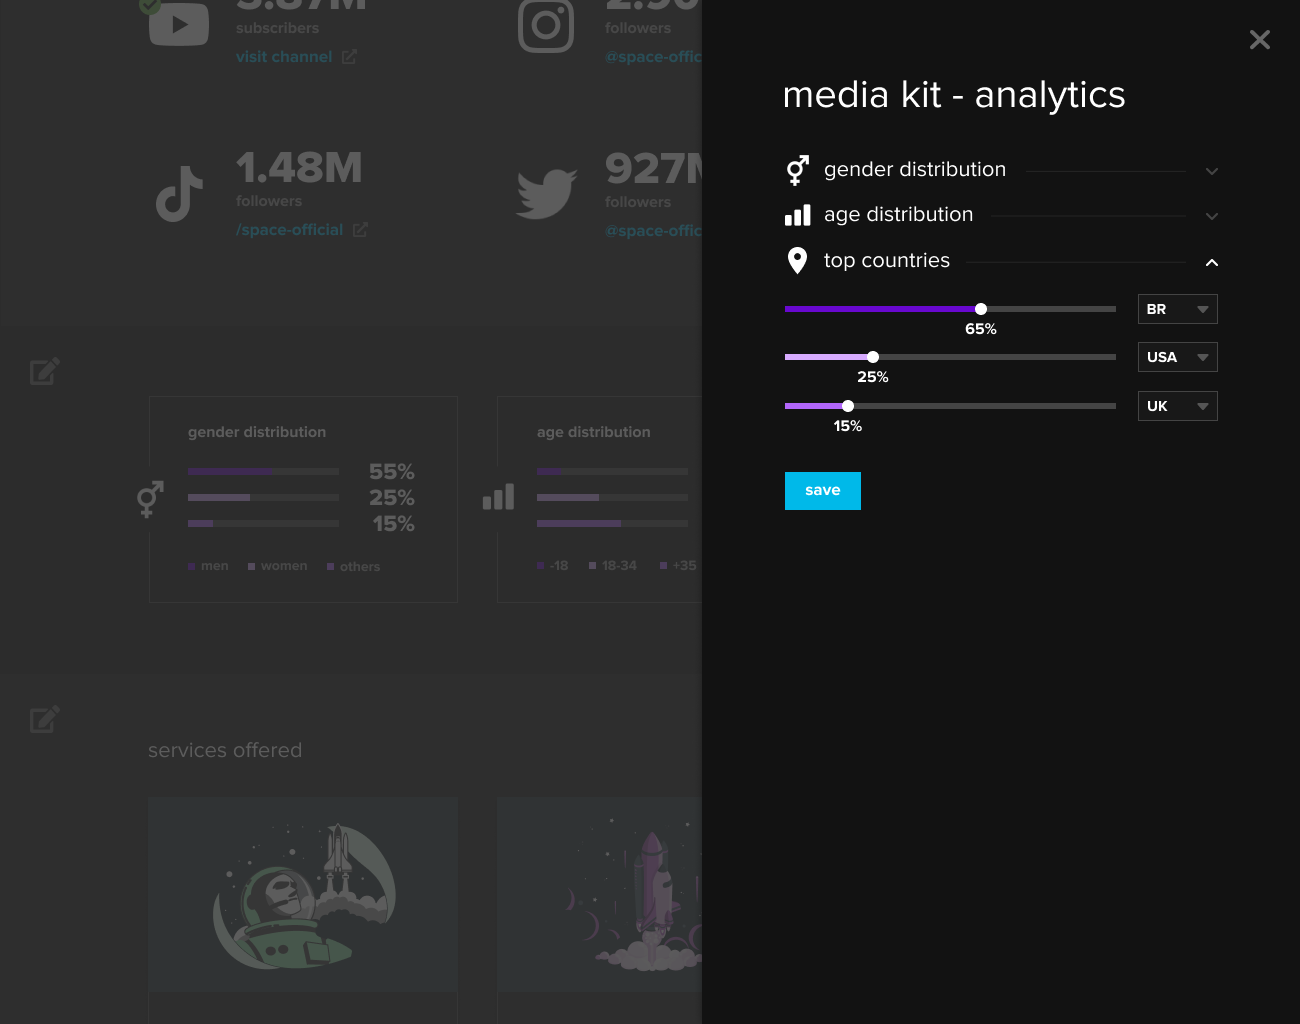 3.87M
subscribers
visit channel
followers
@space-offic
1.48M
followers
/space-official
927M
followers
@space-offic
gender distribution
55%
25%
15%
men women others
age distribution
-18 18-34 +35
services offered
media kit - analytics
gender distribution
age distribution
top countries
65%
BR
25%
USA
15%
UK
save